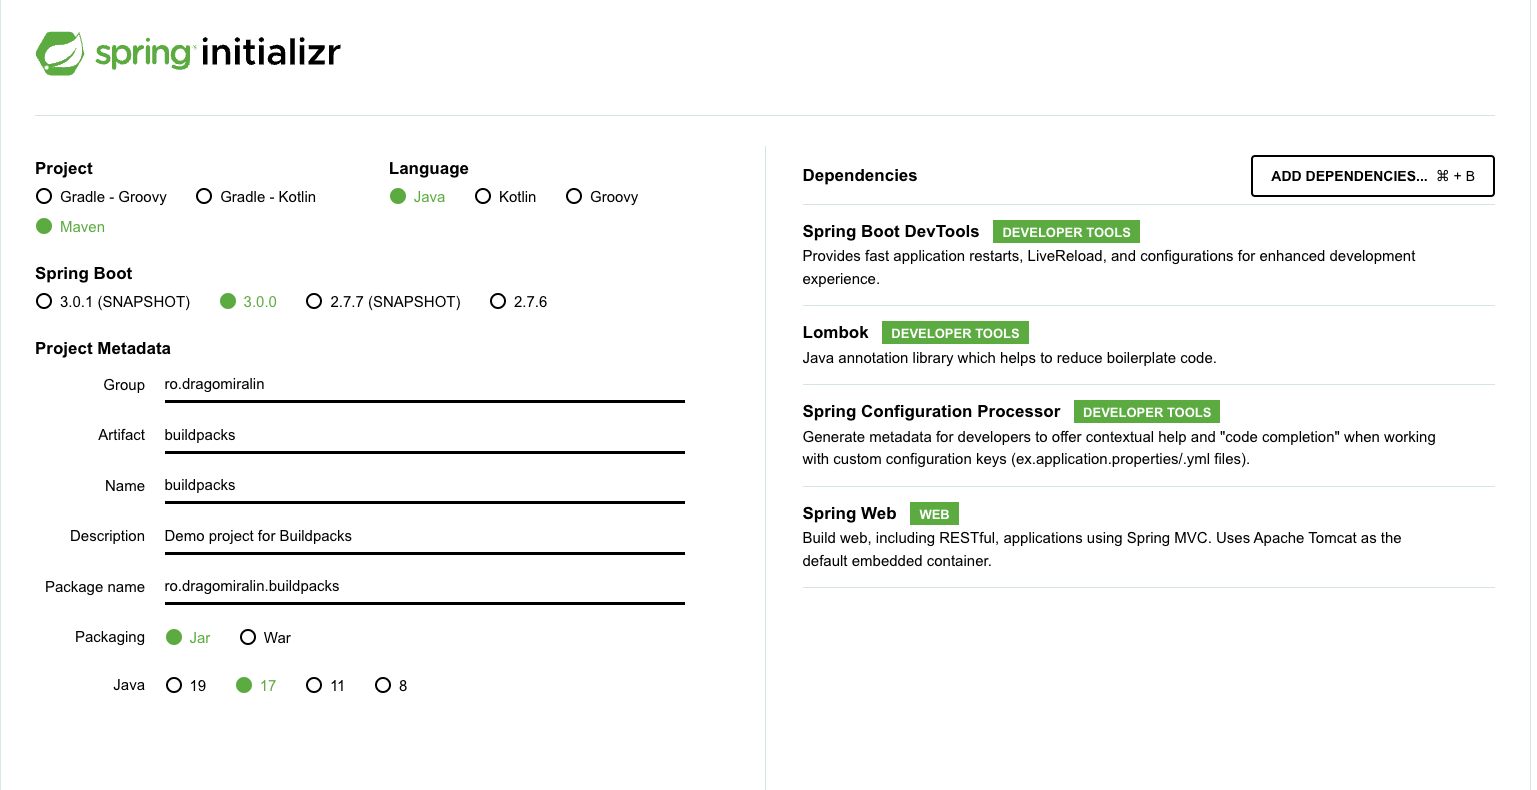 spring initializr
Project
Gradle - Groovy Gradle - Kotlin
Maven
Language
Java Kotlin Groovy
Spring Boot
3.0.1 (SNAPSHOT) 3.0.0 2.7.7 (SNAPSHOT) 2.7.6
Project Metadata
Group ro.dragomiralin
Artifact buildpacks
Name buildpacks
Description Demo project for Buildpacks
Package name ro.dragomiralin.buildpacks
Packaging Jar War
Java 19 17 11 8
Dependencies ADD DEPENDENCIES... ⌘ + B
Spring Boot DevTools DEVELOPER TOOLS
Provides fast application restarts, LiveReload, and configurations for enhanced development
experience.
Lombok DEVELOPER TOOLS
Java annotation library which helps to reduce boilerplate code.
Spring Configuration Processor DEVELOPER TOOLS
Generate metadata for developers to offer contextual help and "code completion" when working
with custom configuration keys (ex.application.properties/.yml files).
Spring Web WEB
Build web, including RESTful, applications using Spring MVC. Uses Apache Tomcat as the
default embedded container.